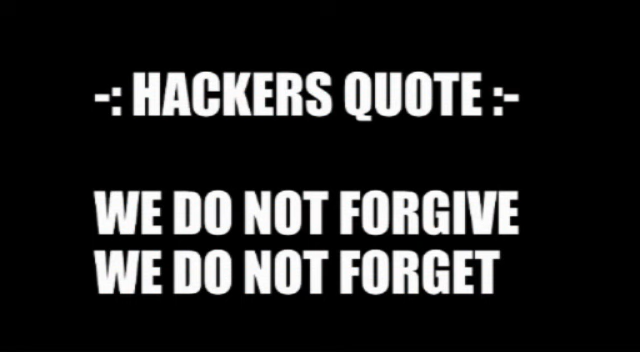 -: HACKERS QUOTE :-
WE DO NOT FORGIVE
WE DO NOT FORGET